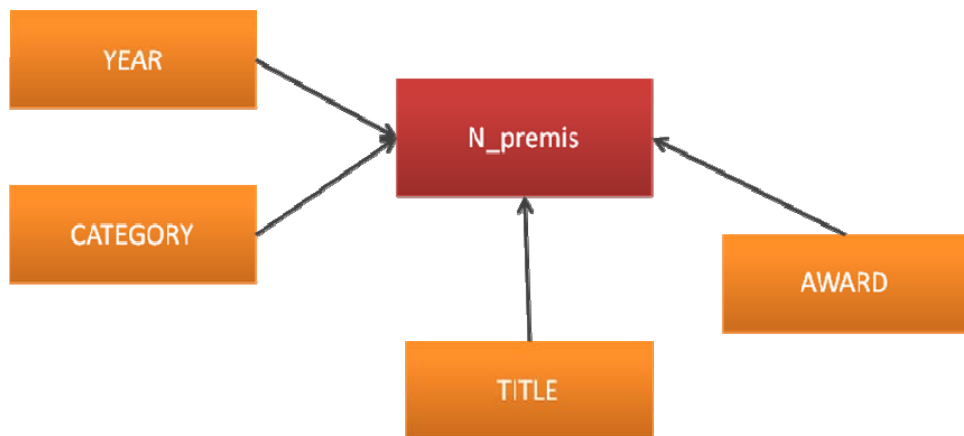 YEAR
N_premis
CATEGORY
AWARD
TITLE